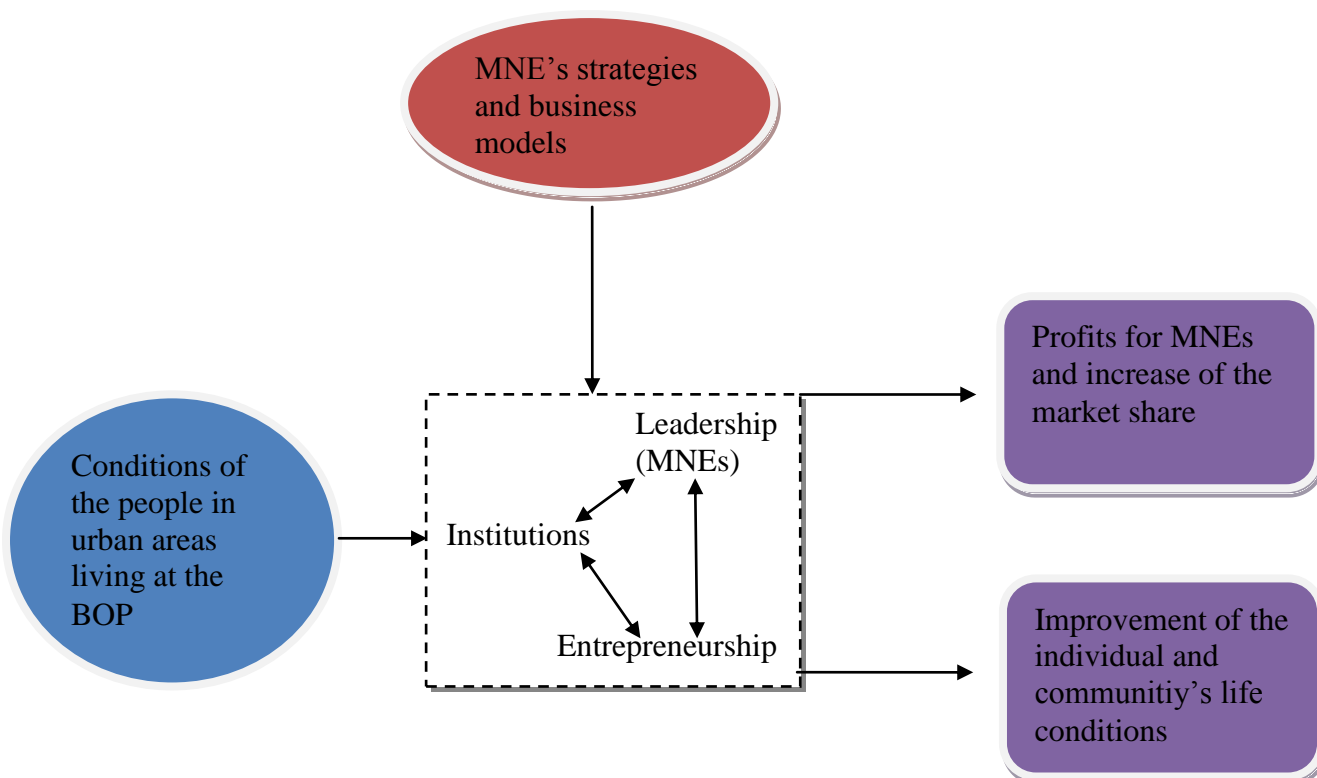 MNE’s strategies
and business
models
Profits for MNEs
and increase of the
market share
Leadership
(MNEs)
Conditions of
the people in
urban areas
living at the
BOP
Institutions
Entrepreneurship
Improvement of the
individual and
communitiy’s life
conditions